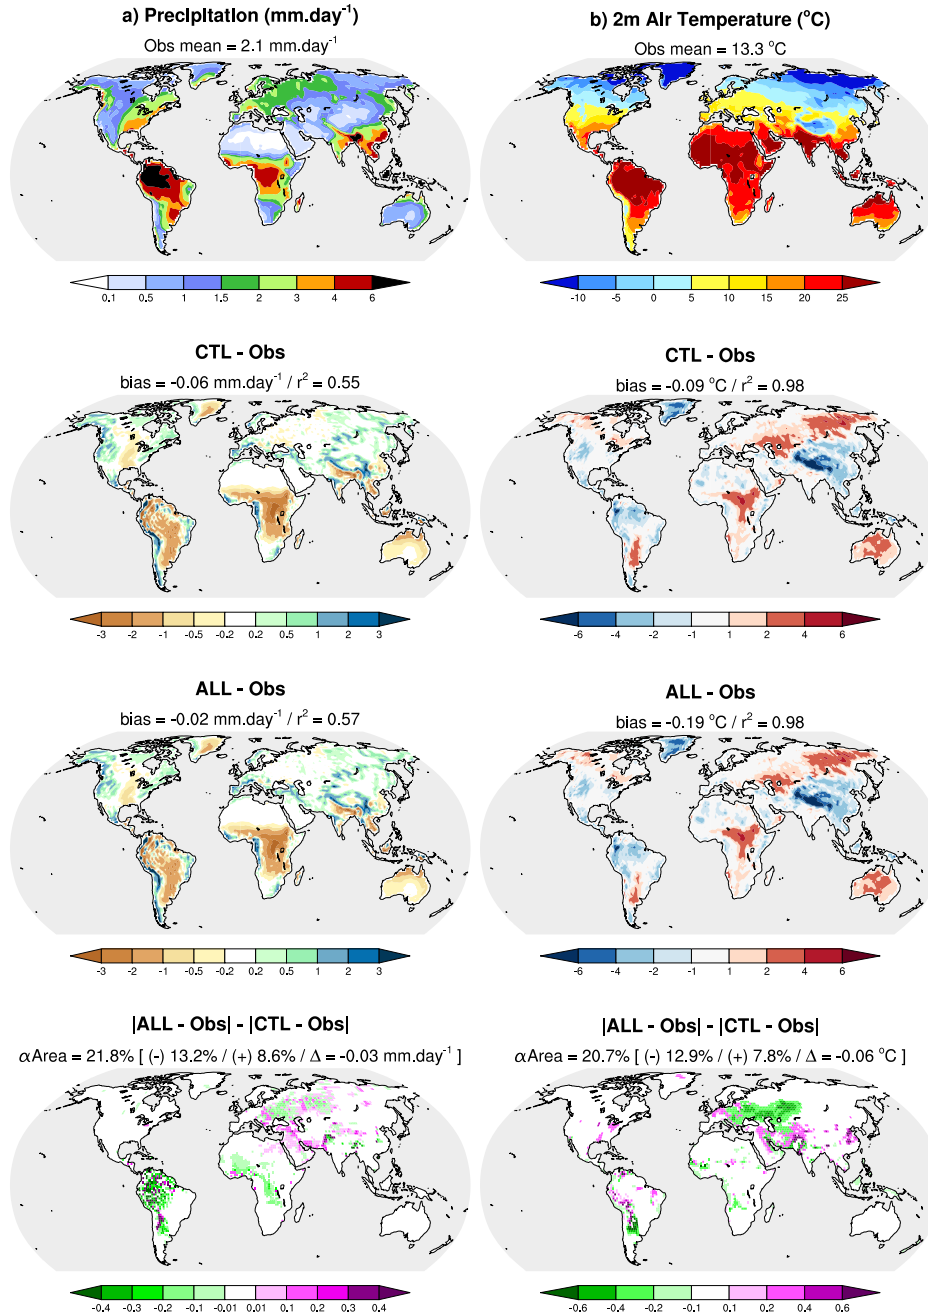 a) Precipitation (mm.day⁻¹)
Obs mean = 2.1 mm.day⁻¹
0.1 0.5 1 1.5 2 3 4 6
b) 2m Air Temperature (°C)
Obs mean = 13.3 °C
-10 -5 0 5 10 15 20 25
CTL - Obs
bias = -0.06 mm.day⁻¹ / r² = 0.55
-3 -2 -1 -0.5 -0.2 0.2 0.5 1 2 3
CTL - Obs
bias = -0.09 °C / r² = 0.98
-6 -4 -2 -1 1 2 4 6
ALL - Obs
bias = -0.02 mm.day⁻¹ / r² = 0.57
-3 -2 -1 -0.5 -0.2 0.2 0.5 1 2 3
ALL - Obs
bias = -0.19 °C / r² = 0.98
-6 -4 -2 -1 1 2 4 6
|ALL - Obs| - |CTL - Obs|
αArea = 21.8% [ (-) 13.2% / (+) 8.6% / Δ = -0.03 mm.day⁻¹ ]
-0.4 -0.3 -0.2 -0.1 -0.01 0.01 0.1 0.2 0.3 0.4
|ALL - Obs| - |CTL - Obs|
αArea = 20.7% [ (-) 12.9% / (+) 7.8% / Δ = -0.06 °C ]
-0.6 -0.4 -0.2 -0.1 0.1 0.2 0.4 0.6